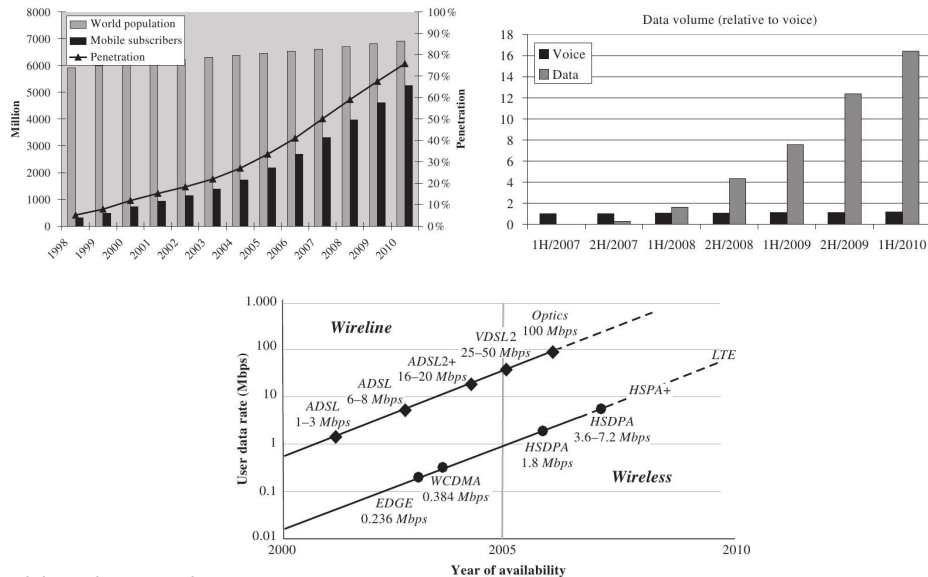 8000
7000
6000
5000
4000
3000
2000
1000
0
Million
World population
Mobile subscribers
Penetration
100%
90%
80%
70%
60%
50%
40%
30%
20%
10%
0%
Penetration
1998
1999
2000
2001
2002
2003
2004
2005
2006
2007
2008
2009
2010
Data volume (relative to voice)
18
16
14
12
10
8
6
4
2
0
Voice
Data
1H/2007
2H/2007
1H/2008
2H/2008
1H/2009
2H/2009
1H/2010
User data rate (Mbps)
1.000
100
10
1
0.1
0.01
Wireline
Optics
100 Mbps
VDSL2
25–50 Mbps
ADSL2+
16–20 Mbps
ADSL
6–8 Mbps
ADSL
1–3 Mbps
LTE
HSPA+
HSDPA
3.6–7.2 Mbps
HSDPA
1.8 Mbps
WCDMA
0.384 Mbps
EDGE
0.236 Mbps
Wireless
2000
2005
2010
Year of availability